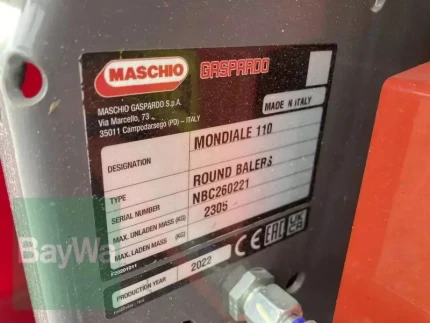 MASCHIO
GASPARDO
MASCHIO GASPARDO S.p.A.
Via Marcello, 73
35011 Campodarsego (PD) - ITALY
MADE IN ITALY
DESIGNATION
MONDIALE 110
TYPE
ROUND BALERS
SERIAL NUMBER
NBC260221
MAX. UNLADEN MASS (KG)
2305
MAX. LADEN MASS (KG)
CE EAC UK CA
PRODUCTION YEAR
2022
BayWa